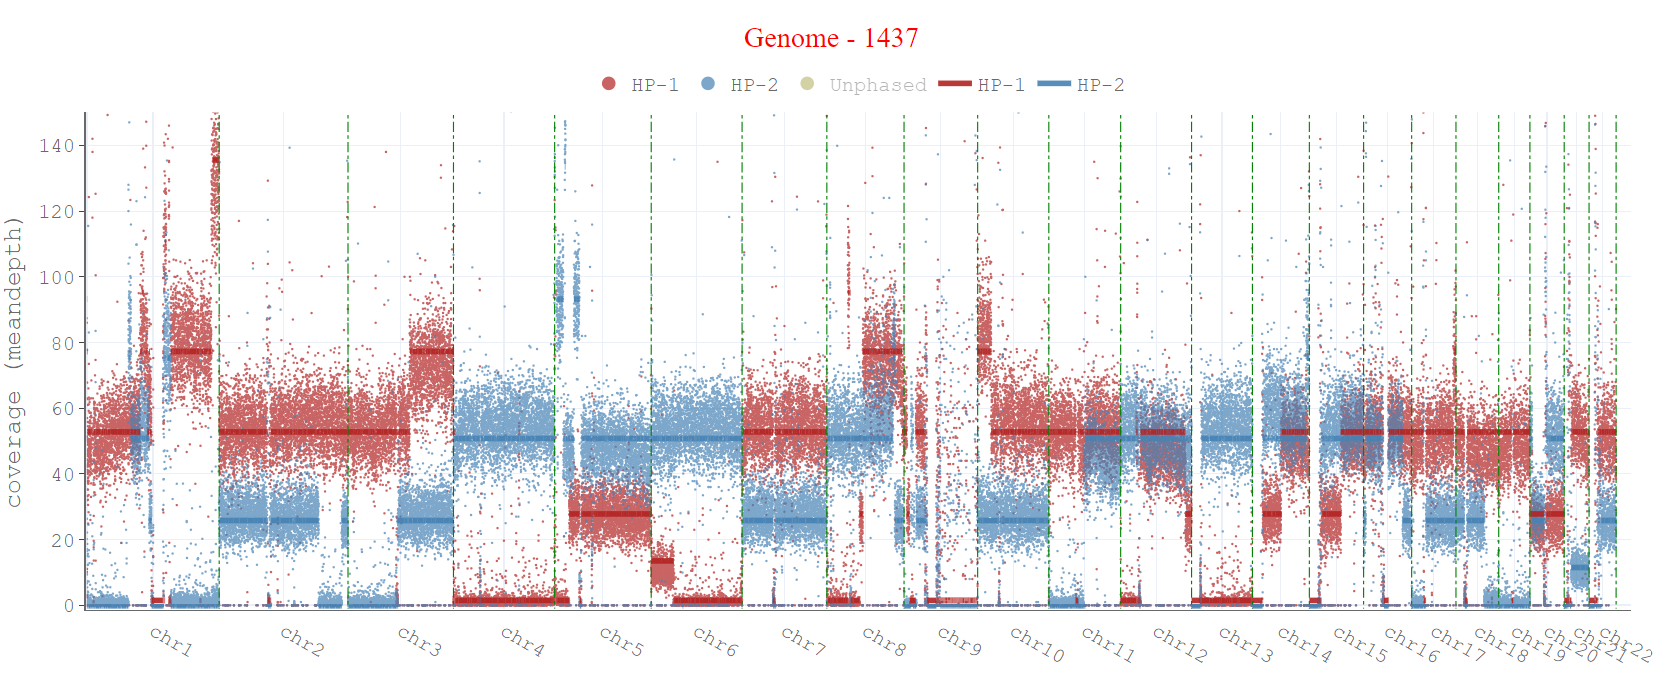 Genome - 1437
HP-1 HP-2 Unphased HP-1 HP-2
coverage (meandepth)
140
120
100
80
60
40
20
0
chr1 chr2 chr3 chr4 chr5 chr6 chr7 chr8 chr9 chr10 chr11 chr12 chr13 chr14 chr15 chr16 chr17 chr18 chr19 chr20 chr21 chr22